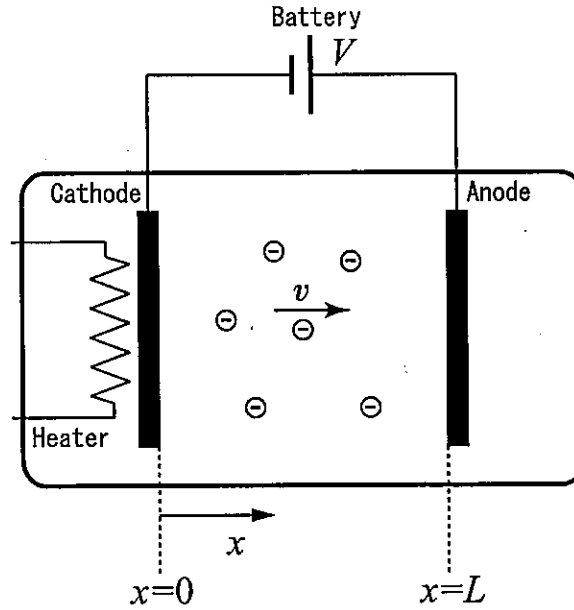 Battery
V
Cathode
Anode
v
Heater
x
x=0
x=L